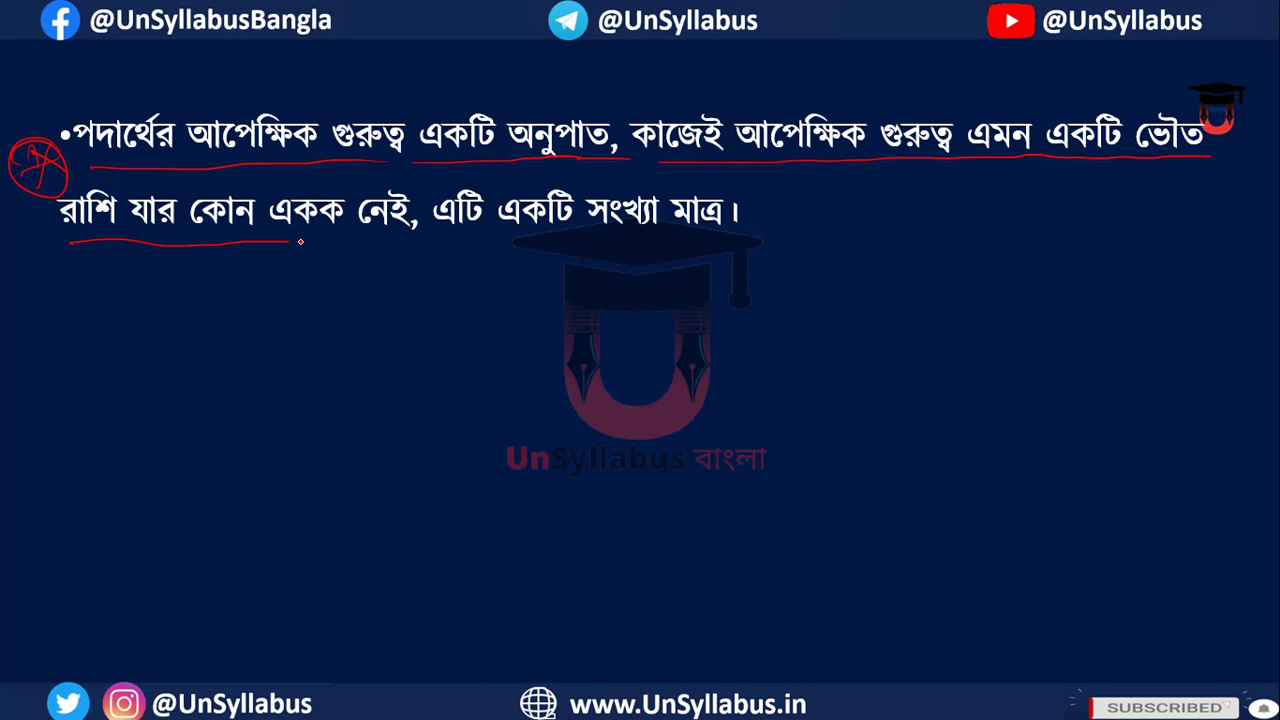 @UnSyllabusBangla @UnSyllabus @UnSyllabus
•পদার্থের আপেক্ষিক গুরুত্ব একটি অনুপাত, কাজেই আপেক্ষিক গুরুত্ব এমন একটি ভৌত
রাশি যার কোন একক নেই, এটি একটি সংখ্যা মাত্র।
UnSyllabus বাংলা
@UnSyllabus www.UnSyllabus.in SUBSCRIBED